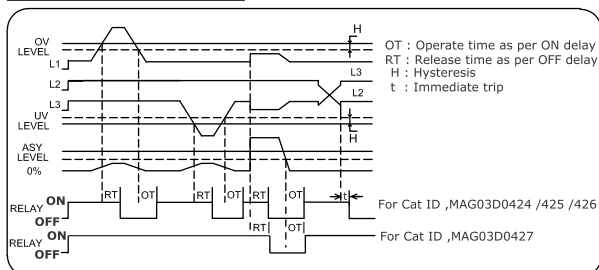 OV
LEVEL
L1
L2
L3
UV
LEVEL
ASY
LEVEL
0%
H
L3
L2
H
OT : Operate time as per ON delay
RT : Release time as per OFF delay
H : Hysteresis
t : Immediate trip
RELAY ON
OFF
RT OT RT OT RT OT t
For Cat ID ,MAG03D0424 /425 /426
RELAY ON
OFF
RT OT
For Cat ID ,MAG03D0427